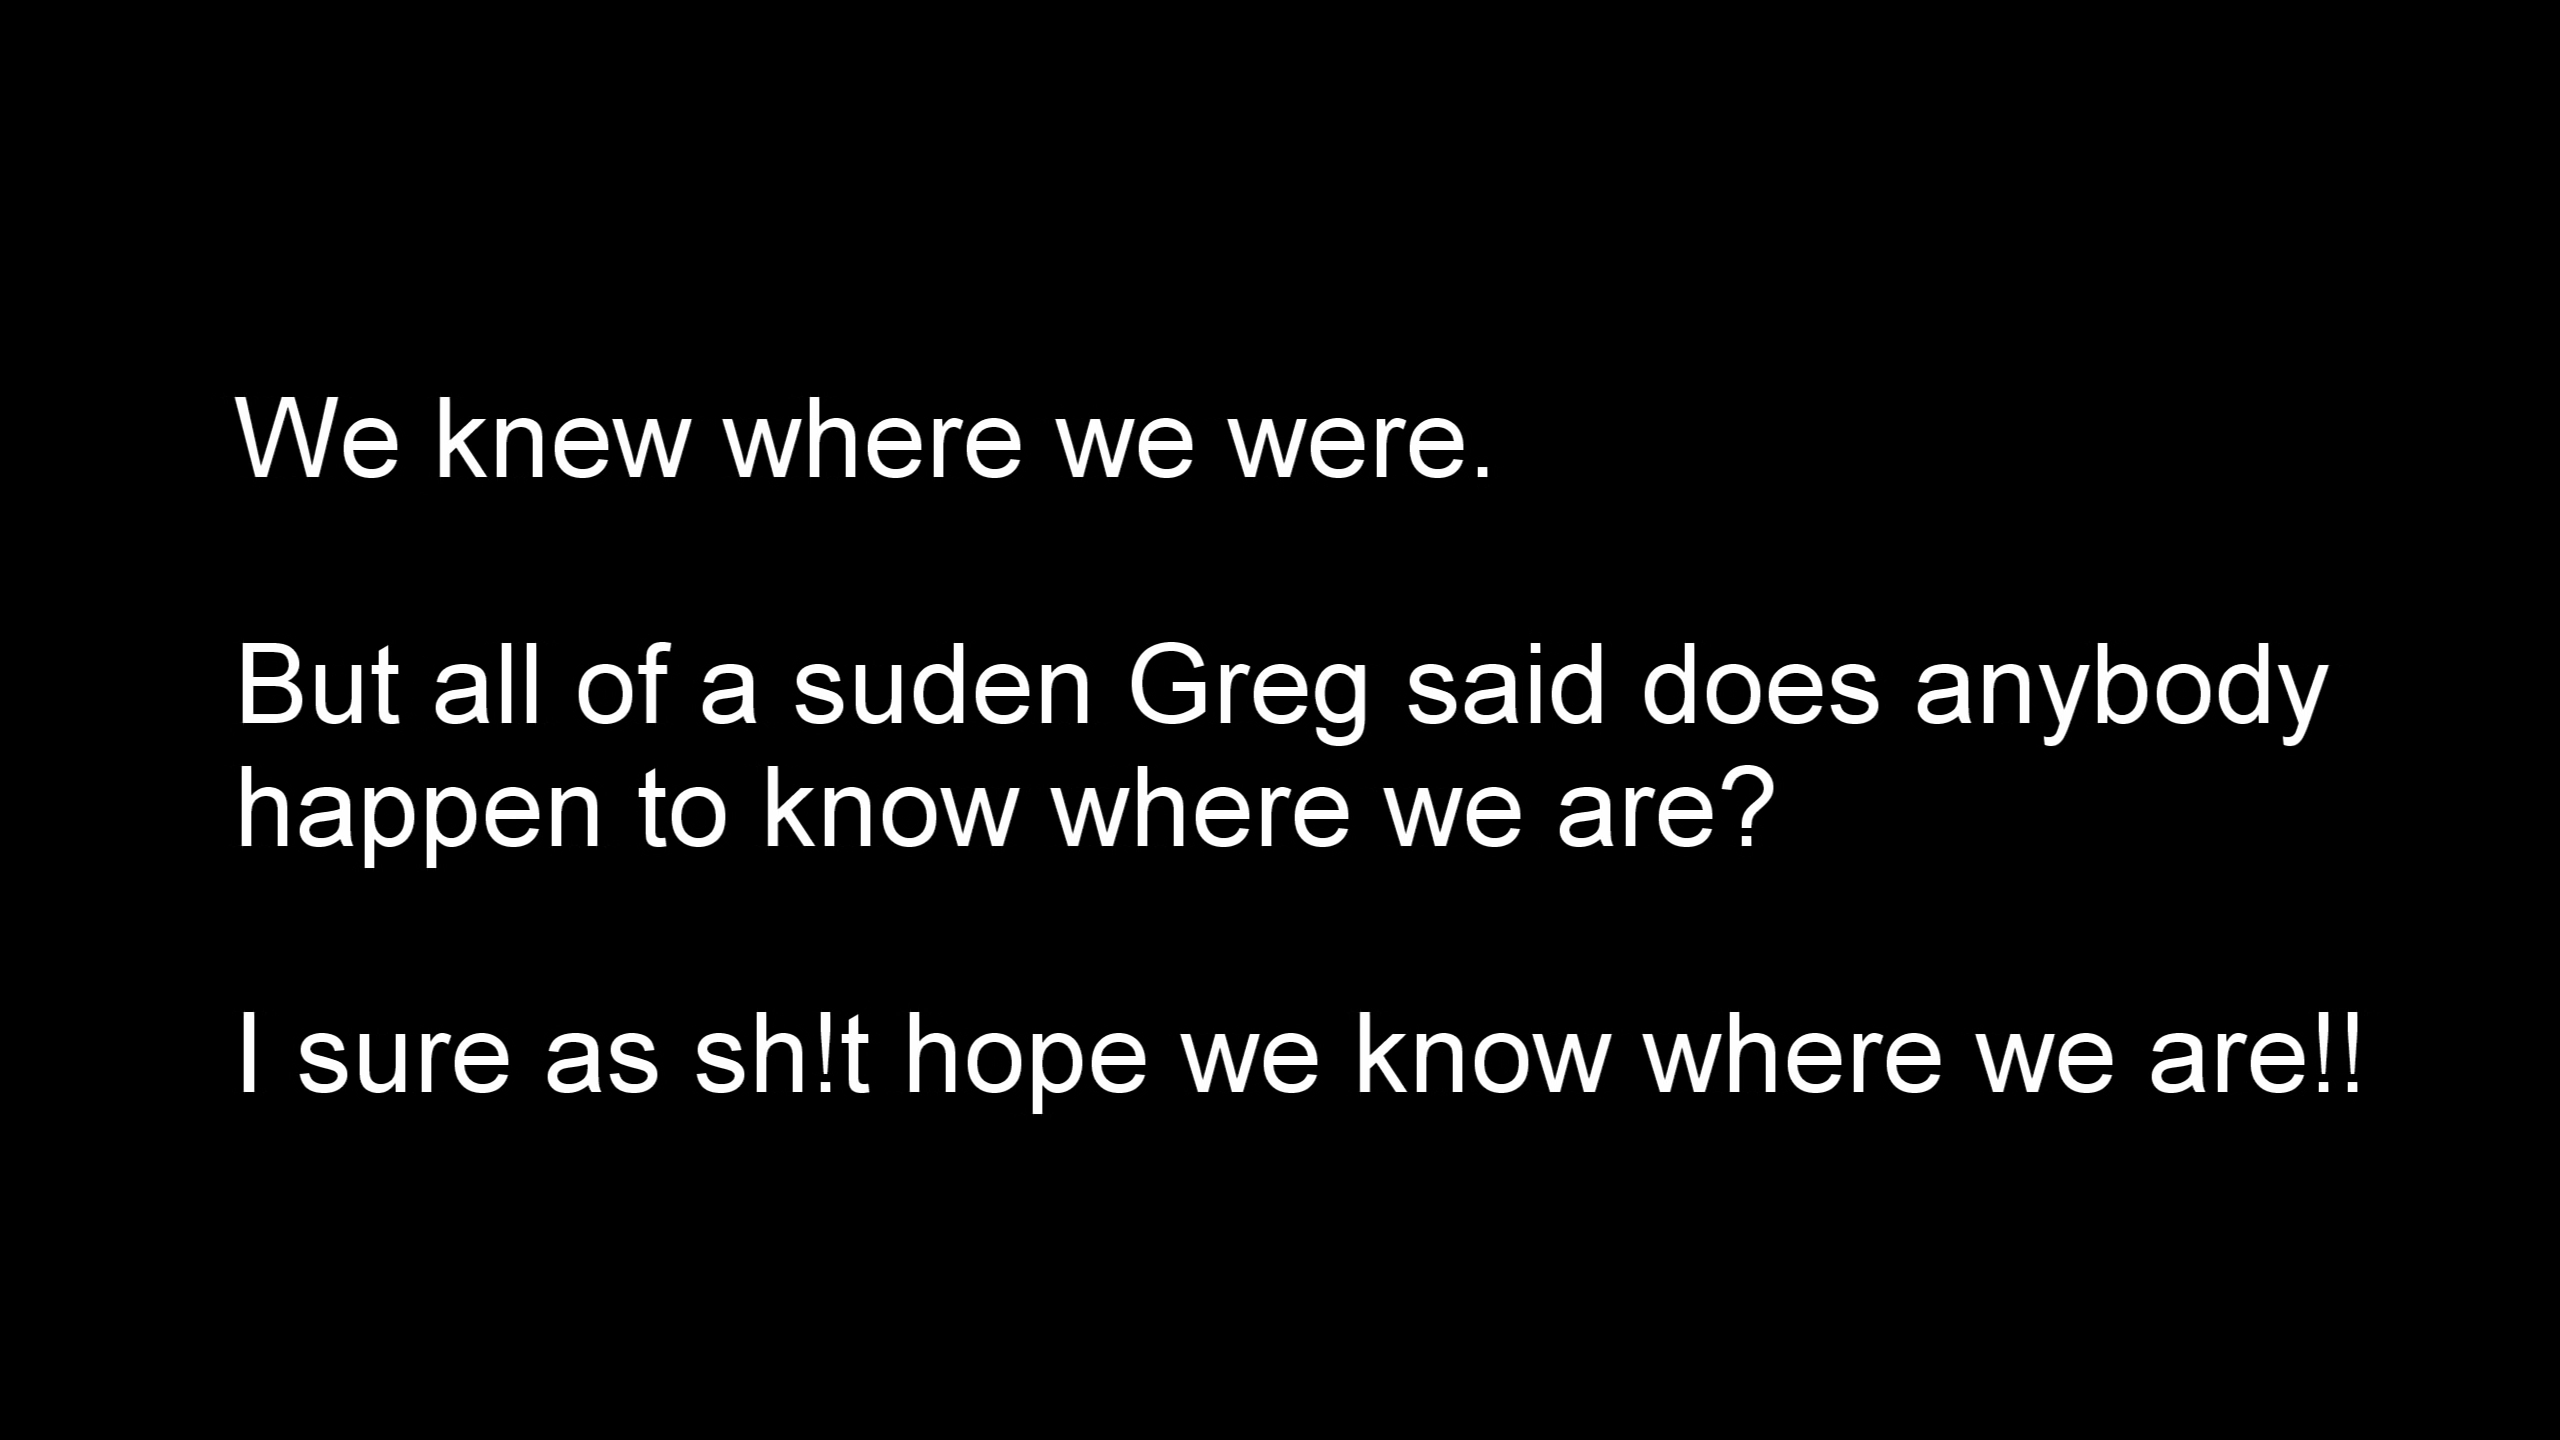 We knew where we were.
But all of a suden Greg said does anybody
happen to know where we are?
I sure as sh!t hope we know where we are!!